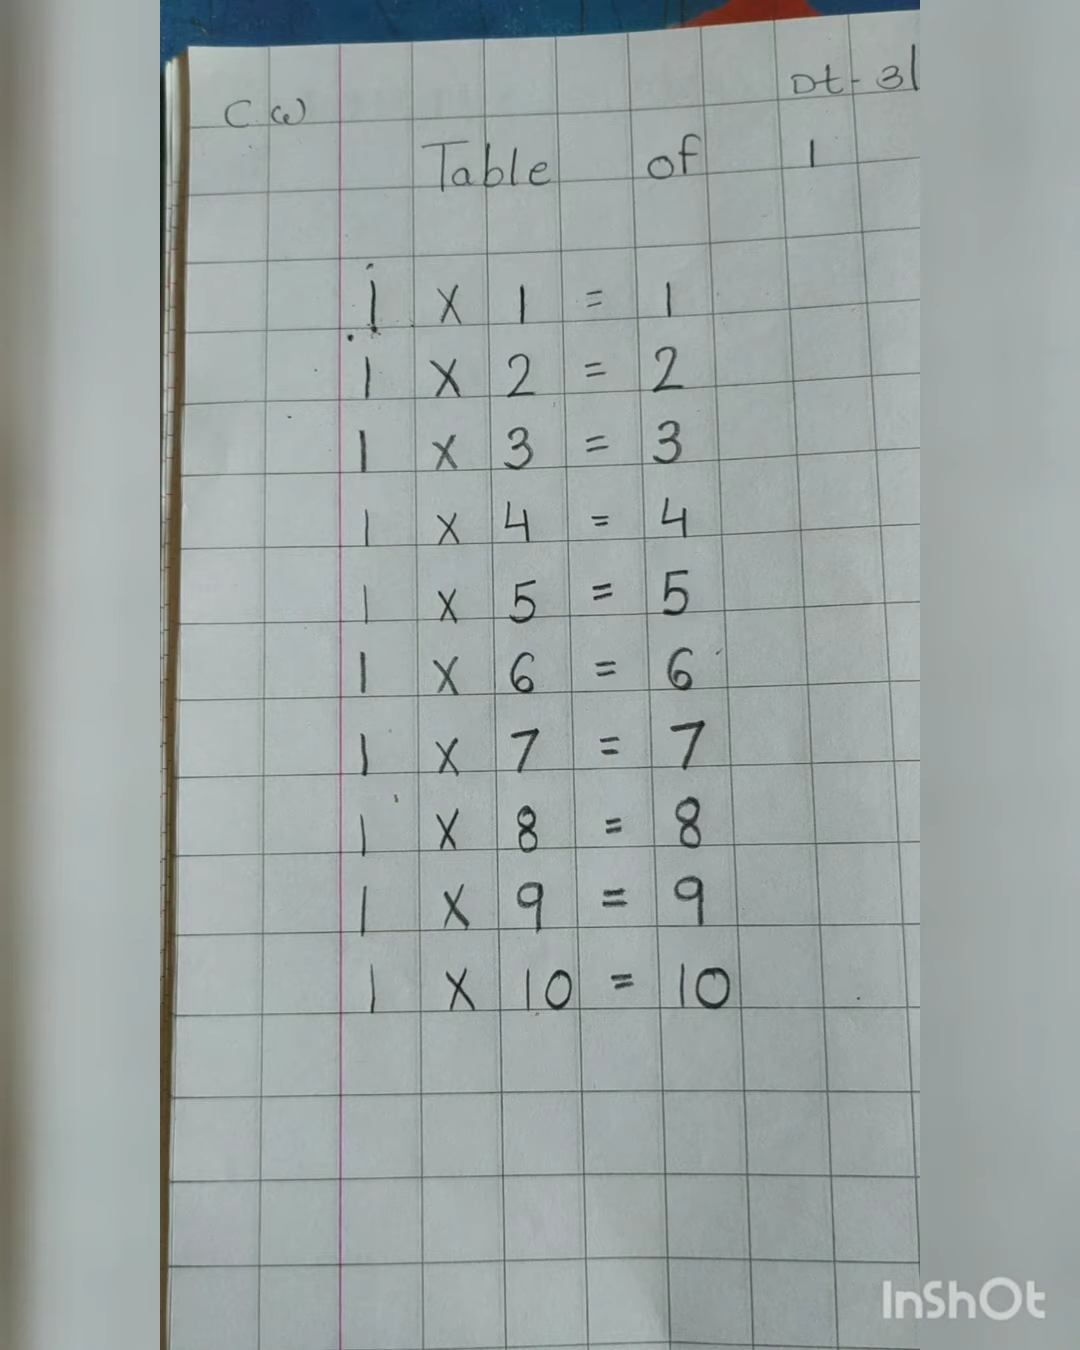 C.W Dt- 3
Table of 1
1 X 1 = 1
1 X 2 = 2
1 X 3 = 3
1 X 4 = 4
1 X 5 = 5
1 X 6 = 6
1 X 7 = 7
1 X 8 = 8
1 X 9 = 9
1 X 10 = 10
InShOt